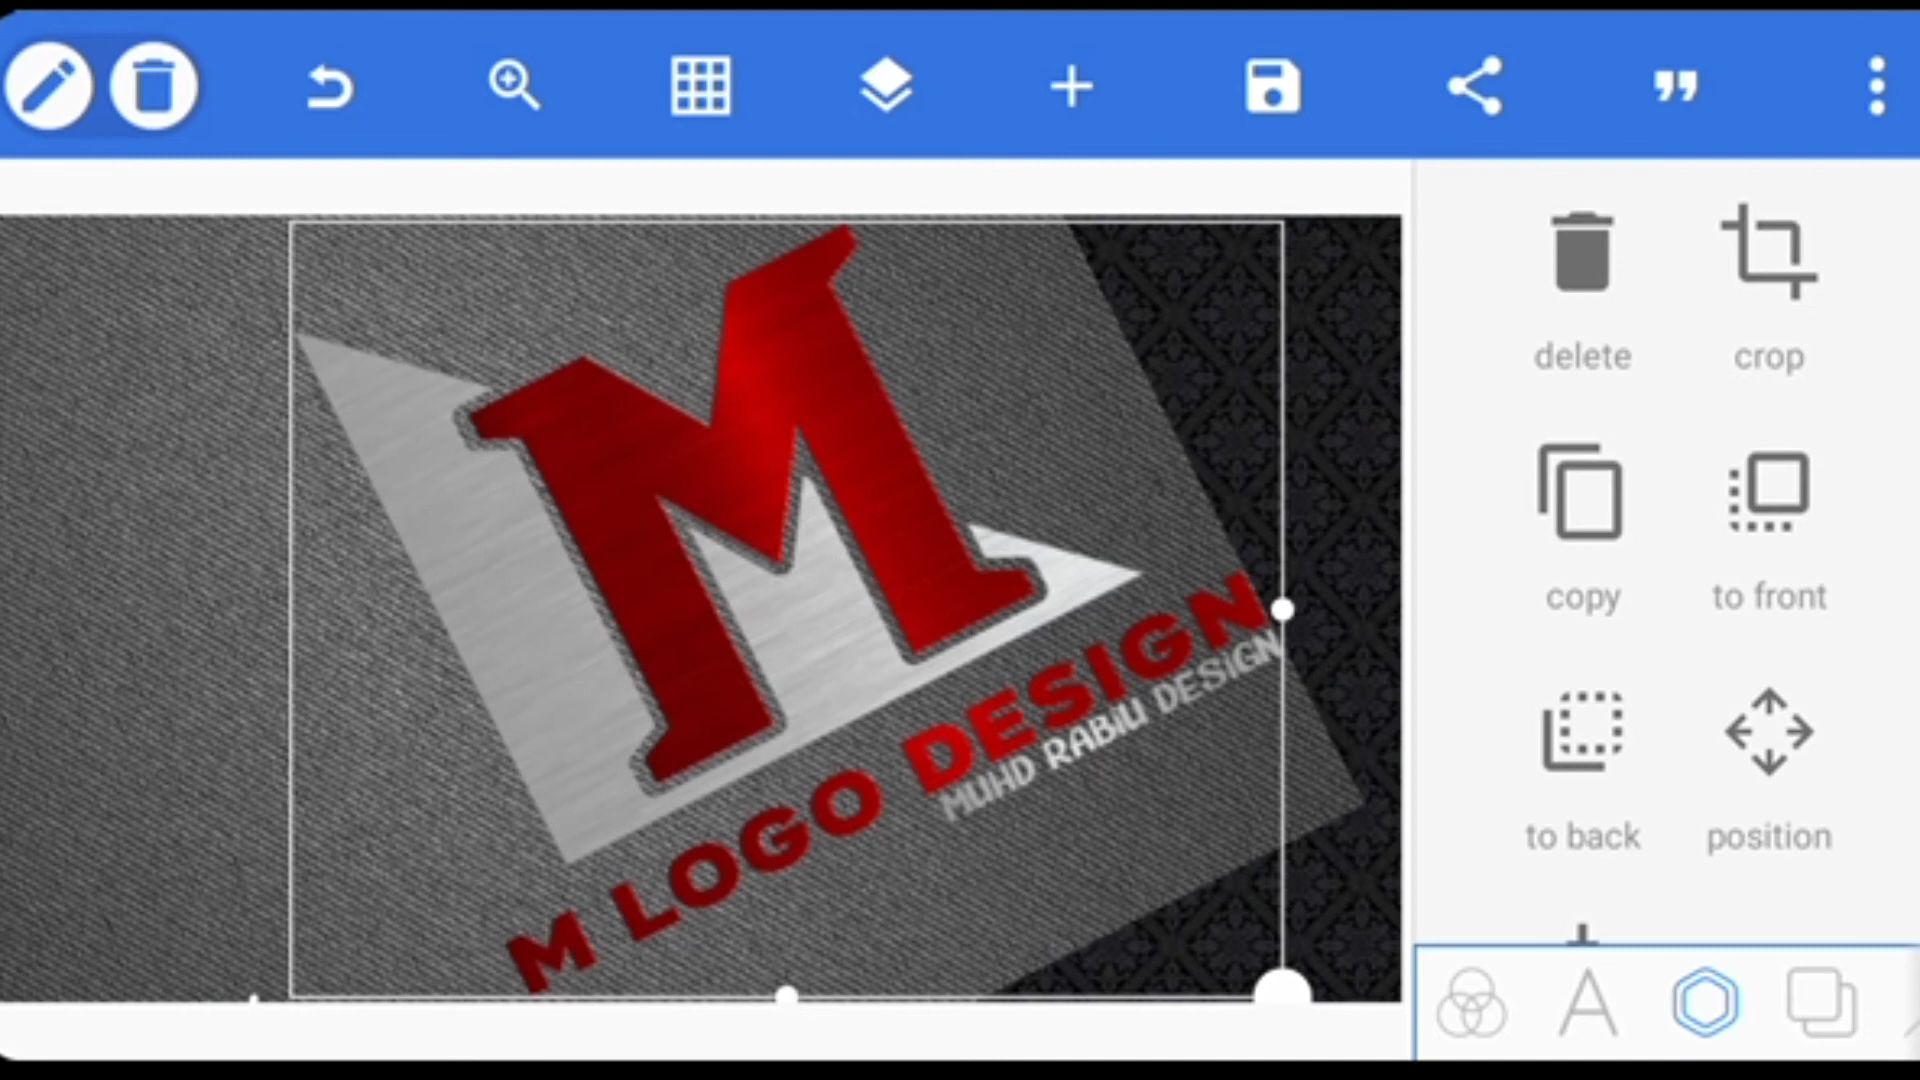 M
M LOGO DESIGN
MUHD RABIU DESIGN
delete
crop
copy
to front
to back
position